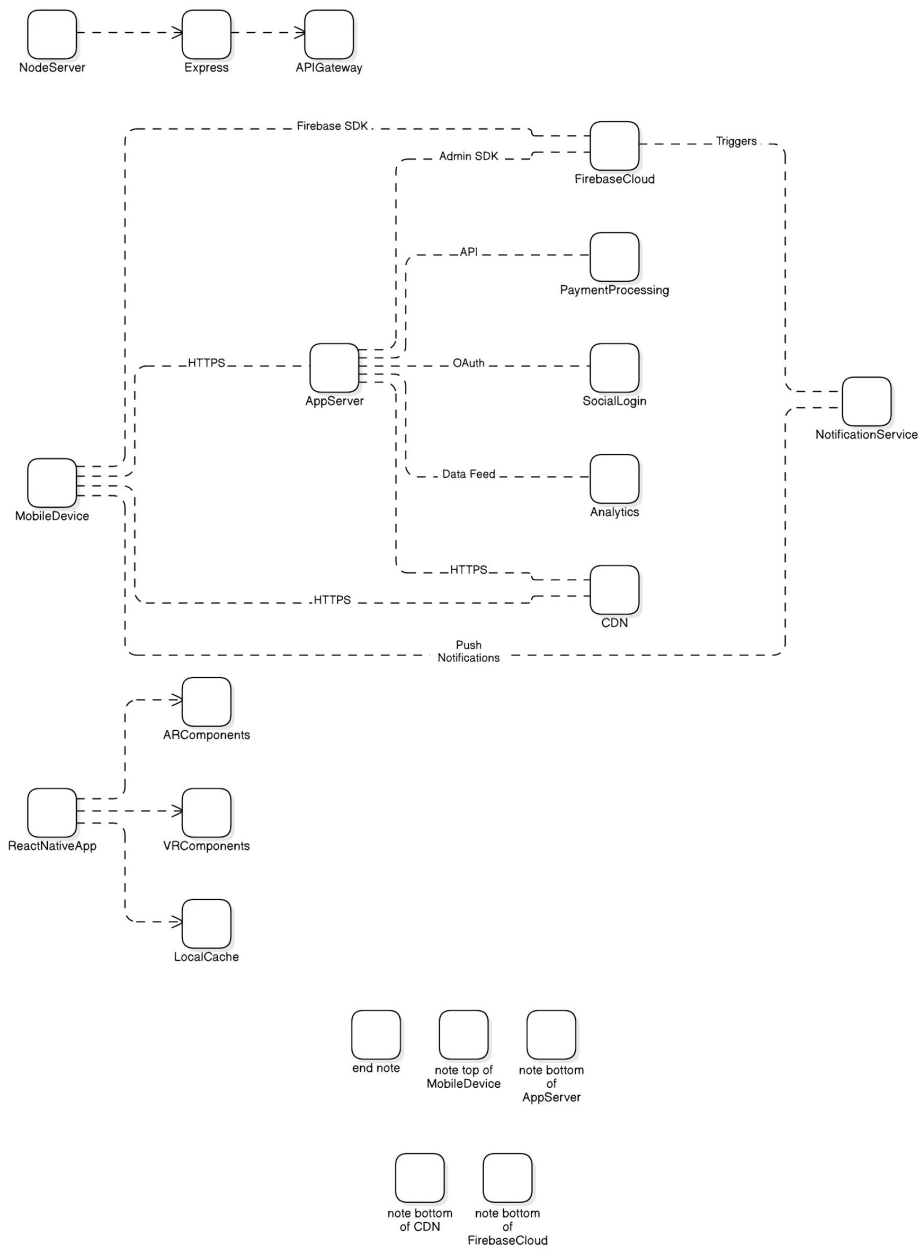 NodeServer
Express
APIGateway
Firebase SDK
Admin SDK
Triggers
FirebaseCloud
API
PaymentProcessing
HTTPS
OAuth
AppServer
SocialLogin
NotificationService
Data Feed
MobileDevice
Analytics
HTTPS
HTTPS
CDN
Push
Notifications
ARComponents
ReactNativeApp
VRComponents
LocalCache
end note
note top of
MobileDevice
note bottom
of
AppServer
note bottom
of CDN
note bottom
of
FirebaseCloud